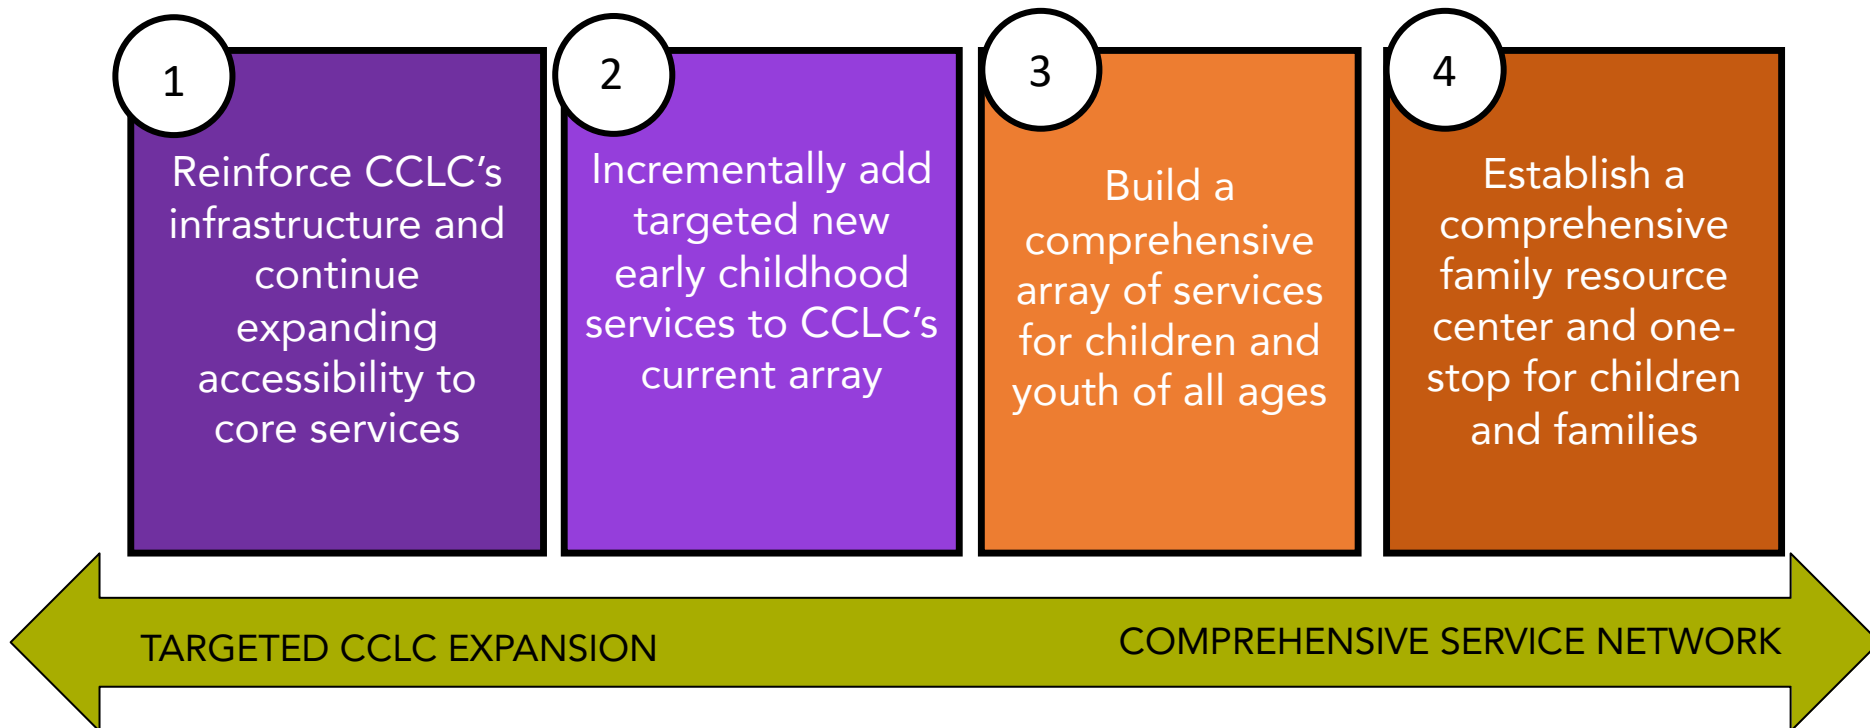 1
Reinforce CCLC’s
infrastructure and
continue
expanding
accessibility to
core services
2
Incrementally add
targeted new
early childhood
services to CCLC’s
current array
3
Build a
comprehensive
array of services
for children and
youth of all ages
4
Establish a
comprehensive
family resource
center and one-
stop for children
and families
TARGETED CCLC EXPANSION
COMPREHENSIVE SERVICE NETWORK